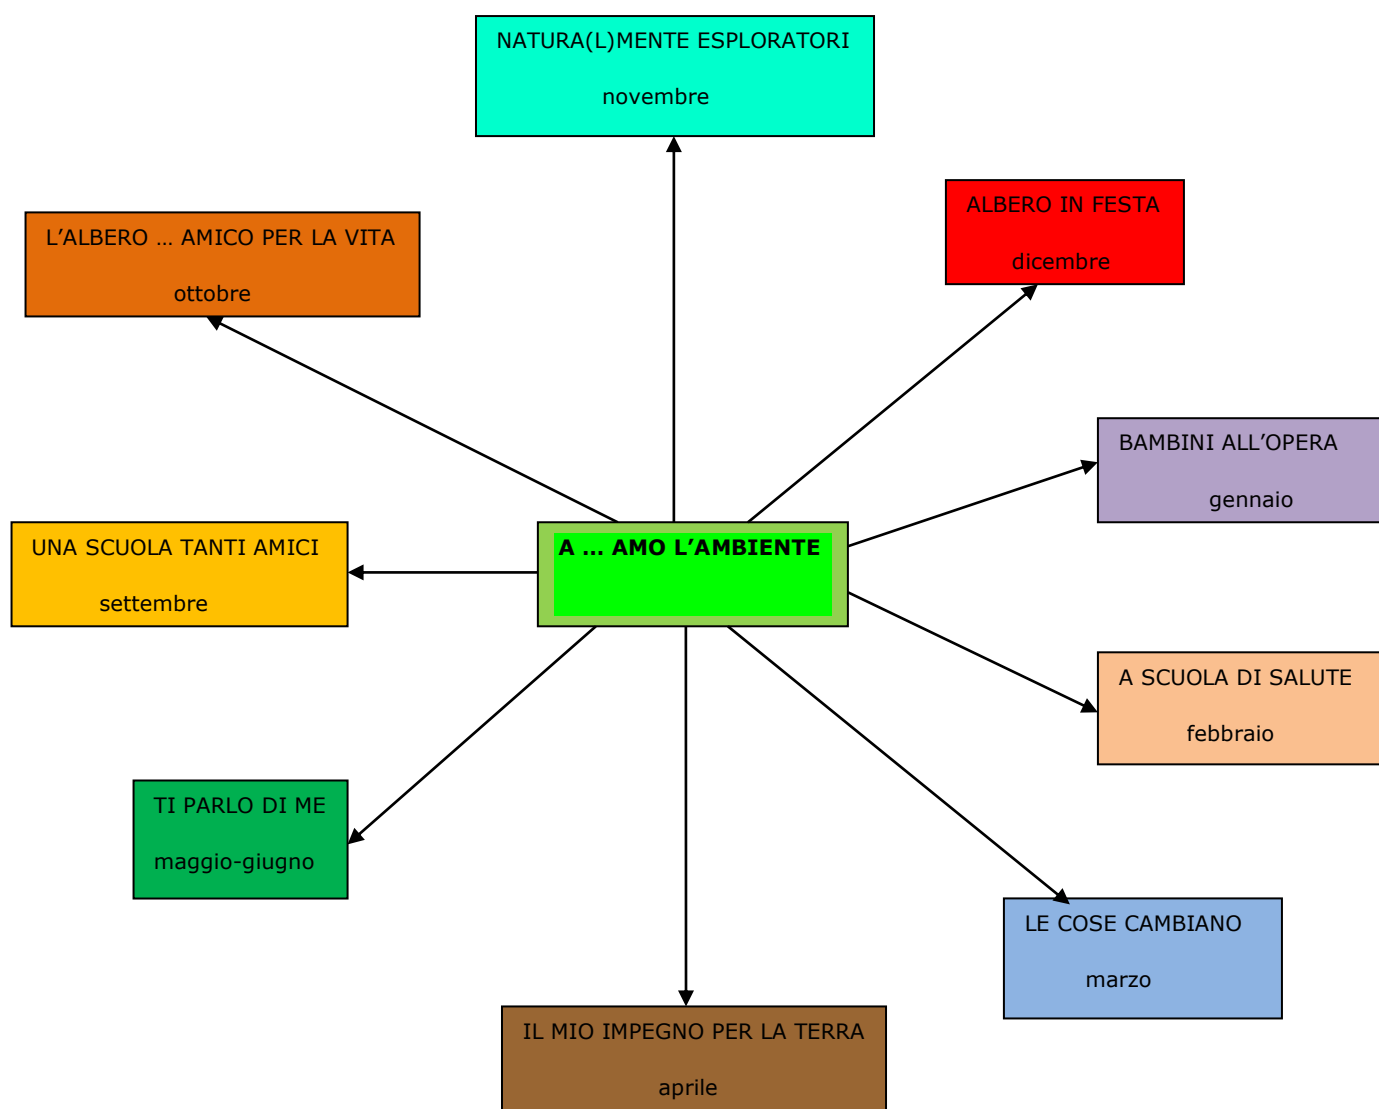 NATURA(L)MENTE ESPLORATORI
novembre
ALBERO IN FESTA
dicembre
L’ALBERO … AMICO PER LA VITA
ottobre
BAMBINI ALL’OPERA
gennaio
UNA SCUOLA TANTI AMICI
settembre
A … AMO L’AMBIENTE
A SCUOLA DI SALUTE
febbraio
TI PARLO DI ME
maggio-giugno
LE COSE CAMBIANO
marzo
IL MIO IMPEGNO PER LA TERRA
aprile